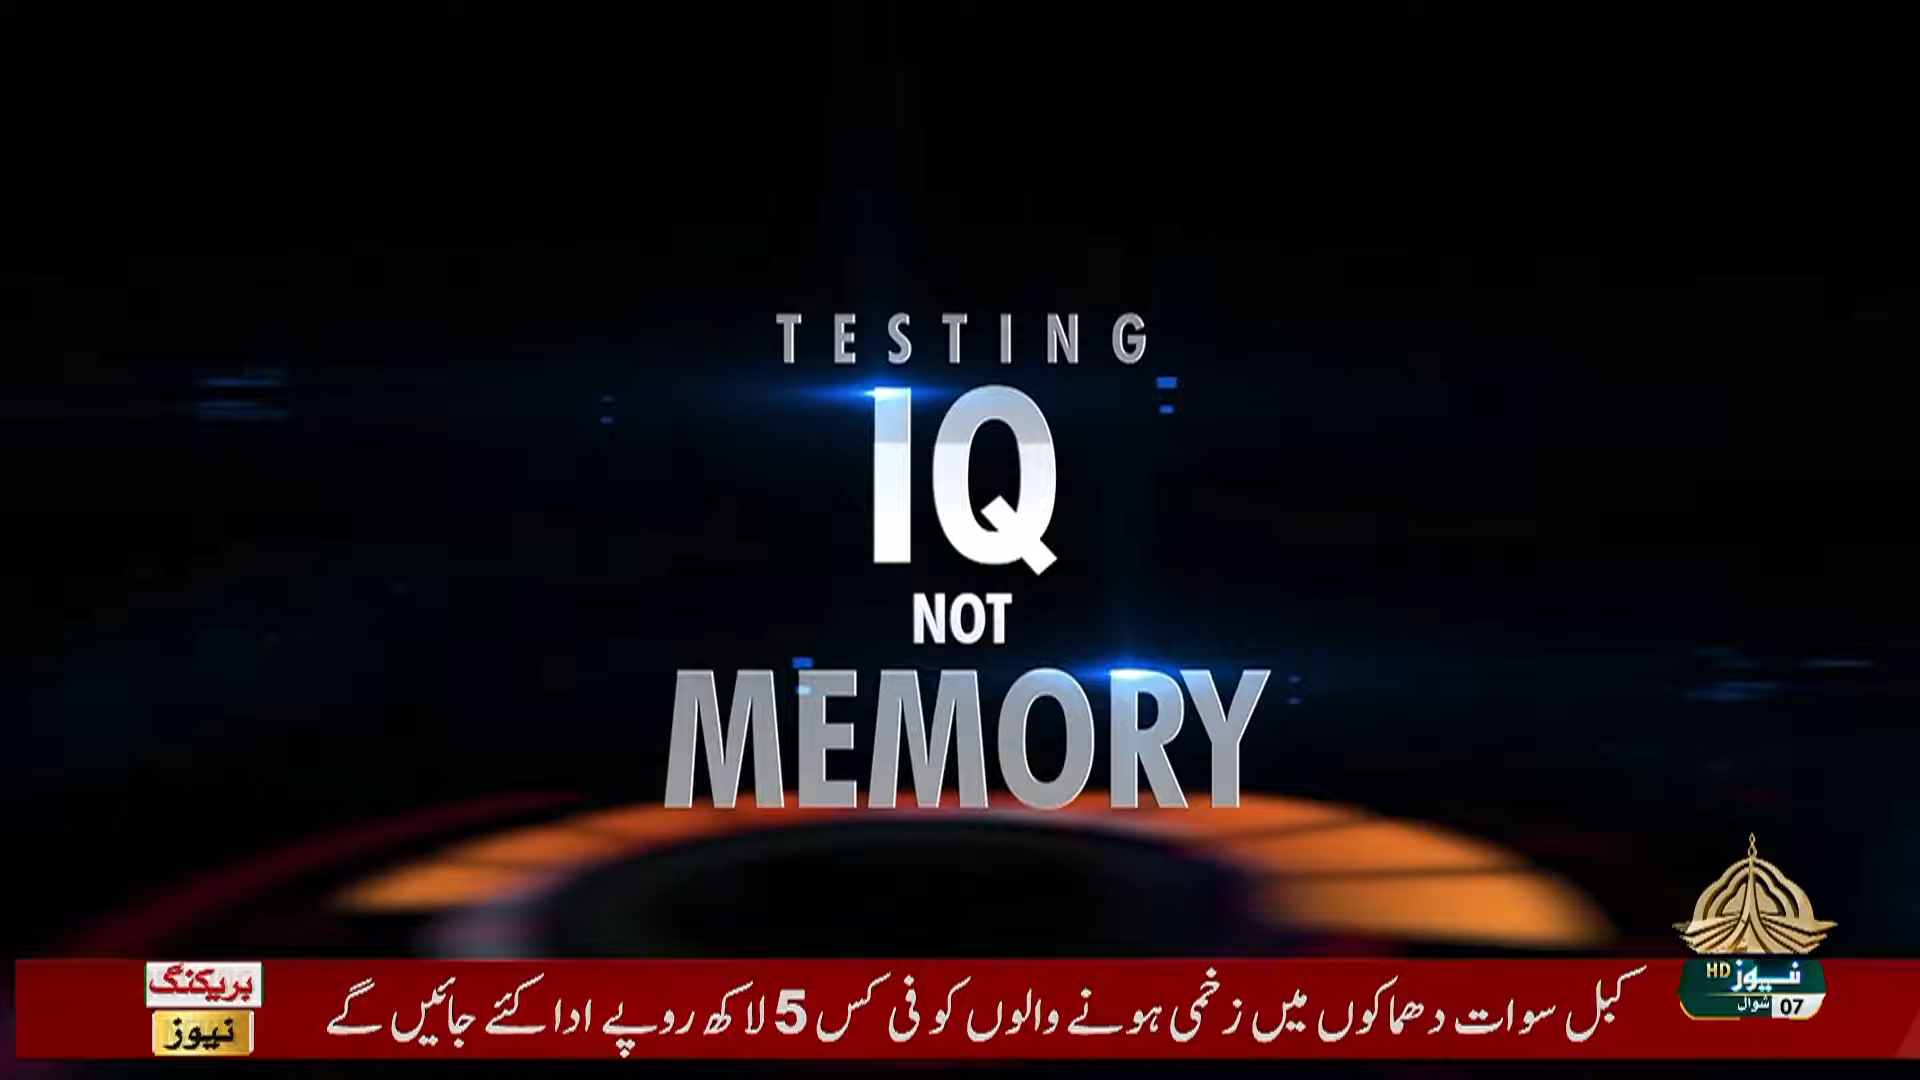 TESTING
IQ
NOT
MEMORY
نیوز HD
07 شوال
بریکنگ
نیوز
کبل سوات دھماکوں میں زخمی ہونے والوں کو فی کس 5 لاکھ روپے ادا کئے جائیں گے